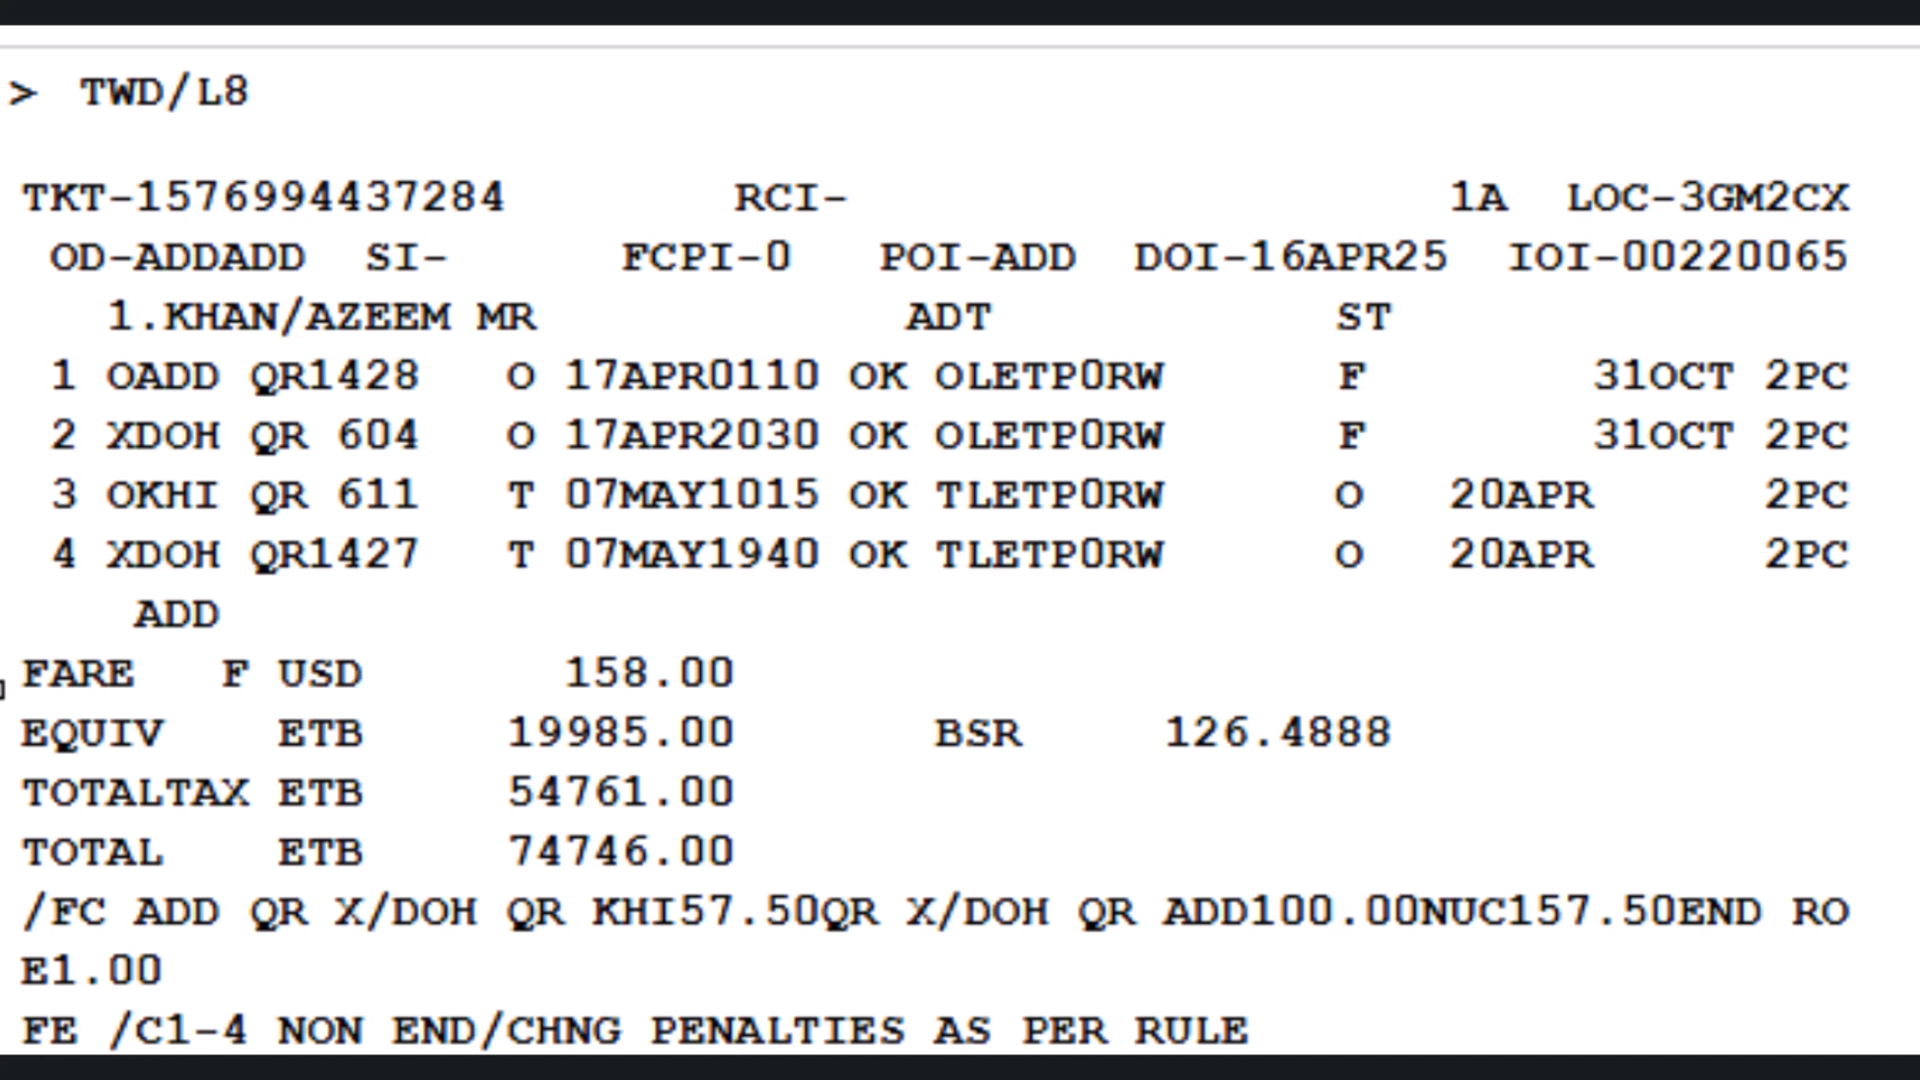 > TWD/L8
TKT-1576994437284 RCI- 1A LOC-3GM2CX
OD-ADDADD SI- FCPI-0 POI-ADD DOI-16APR25 IOI-00220065
1.KHAN/AZEEM MR ADT ST
1 OADD QR1428 O 17APR0110 OK OLETP0RW F 31OCT 2PC
2 XDOH QR 604 O 17APR2030 OK OLETP0RW F 31OCT 2PC
3 OKHI QR 611 T 07MAY1015 OK TLETP0RW O 20APR 2PC
4 XDOH QR1427 T 07MAY1940 OK TLETP0RW O 20APR 2PC
ADD
FARE F USD 158.00
EQUIV ETB 19985.00 BSR 126.4888
TOTALTAX ETB 54761.00
TOTAL ETB 74746.00
/FC ADD QR X/DOH QR KHI57.50QR X/DOH QR ADD100.00NUC157.50END RO
E1.00
FE /C1-4 NON END/CHNG PENALTIES AS PER RULE